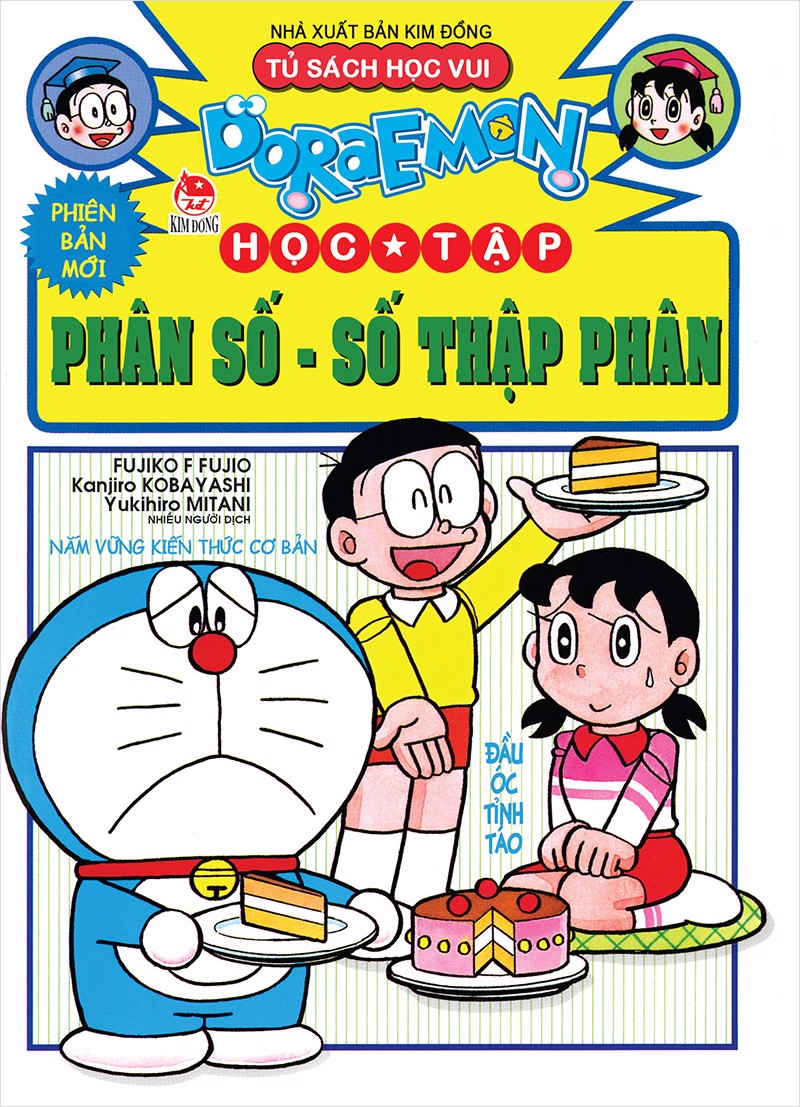 NHÀ XUẤT BẢN KIM ĐỒNG
TỦ SÁCH HỌC VUI
DORAEMON
KIM ĐỒNG
HỌC★TẬP
PHIÊN
BẢN
MỚI
PHÂN SỐ - SỐ THẬP PHÂN
FUJIKO F FUJIO
Kanjiro KOBAYASHI
Yukihiro MITANI
NHIỀU NGƯỜI DỊCH
NẮM VỮNG KIẾN THỨC CƠ BẢN
ĐẦU
ÓC
TỈNH
TÁO